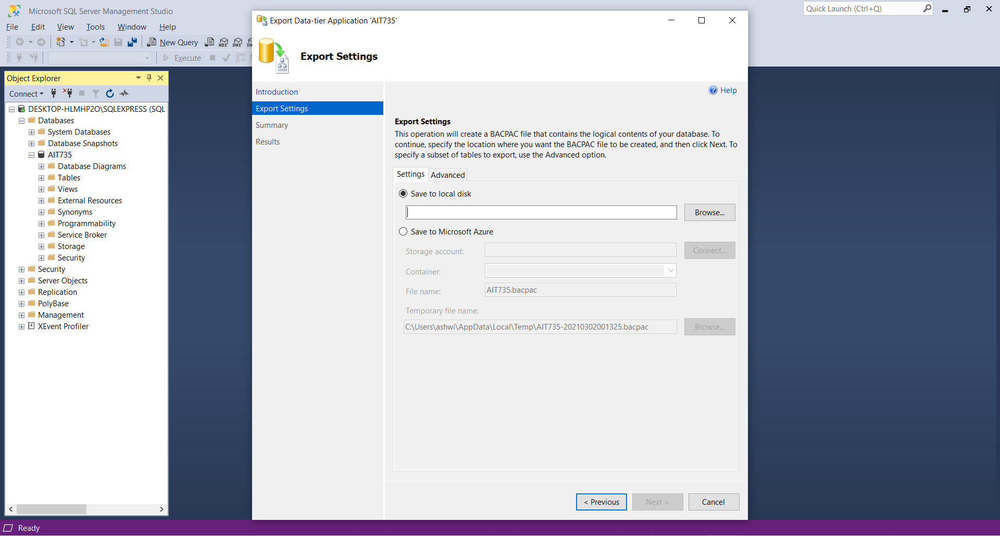 Microsoft SQL Server Management Studio
Quick Launch (Ctrl+Q)
File Edit View Tools Window Help
New Query MDX DMX
Execute
Object Explorer
Connect
DESKTOP-HLMHP2O\SQLEXPRESS (SQL
Databases
System Databases
Database Snapshots
AIT735
Database Diagrams
Tables
Views
External Resources
Synonyms
Programmability
Service Broker
Storage
Security
Security
Server Objects
Replication
PolyBase
Management
XEvent Profiler
Export Data-tier Application 'AIT735'
Export Settings
Introduction
Export Settings
Summary
Results
Help
Export Settings
This operation will create a BACPAC file that contains the logical contents of your database. To
continue, specify the location where you want the BACPAC file to be created, and then click Next. To
specify a subset of tables to export, use the Advanced option.
Settings Advanced
Save to local disk
Browse...
Save to Microsoft Azure
Storage account: Connect...
Container:
File name: AIT735.bacpac
Temporary file name:
C:\Users\ashwi\AppData\Local\Temp\AIT735-20210302001325.bacpac Browse...
< Previous Next > Cancel
Ready